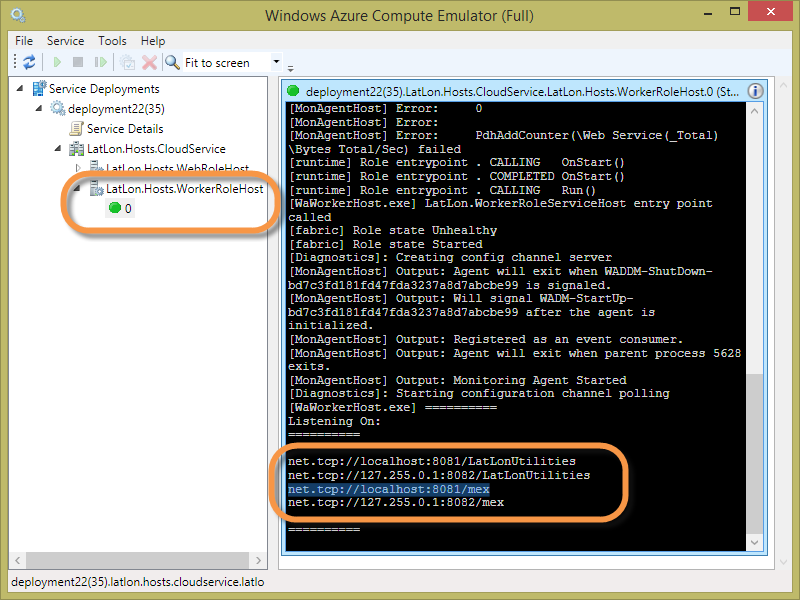 Windows Azure Compute Emulator (Full)
File Service Tools Help
Fit to screen
Service Deployments
deployment22(35)
Service Details
LatLon.Hosts.CloudService
LatLon.Hosts.WebRoleHost
LatLon.Hosts.WorkerRoleHost
0
deployment22(35).LatLon.Hosts.CloudService.LatLon.Hosts.WorkerRoleHost.0 (St...
[MonAgentHost] Error: 0
[MonAgentHost] Error:
[MonAgentHost] Error: PdhAddCounter(\Web Service(_Total)
\Bytes Total/Sec) failed
[runtime] Role entrypoint . CALLING OnStart()
[runtime] Role entrypoint . COMPLETED OnStart()
[runtime] Role entrypoint . CALLING Run()
[WaWorkerHost.exe] LatLon.WorkerRoleServiceHost entry point
called
[fabric] Role state Unhealthy
[fabric] Role state Started
[Diagnostics]: Creating config channel server
[MonAgentHost] Output: Agent will exit when WADDM-ShutDown-
bd7c3fd181fd47fda3237a8d7abcbe99 is signaled.
[MonAgentHost] Output: Will signal WADM-StartUp-
bd7c3fd181fd47fda3237a8d7abcbe99 after the agent is
initialized.
[MonAgentHost] Output: Registered as an event consumer.
[MonAgentHost] Output: Agent will exit when parent process 5628
exits.
[MonAgentHost] Output: Monitoring Agent Started
[Diagnostics]: Starting configuration channel polling
[WaWorkerHost.exe] ==========
Listening On:
==========
net.tcp://localhost:8081/LatLonUtilities
net.tcp://127.255.0.1:8082/LatLonUtilities
net.tcp://localhost:8081/mex
net.tcp://127.255.0.1:8082/mex
==========
deployment22(35).latlon.hosts.cloudservice.latlo